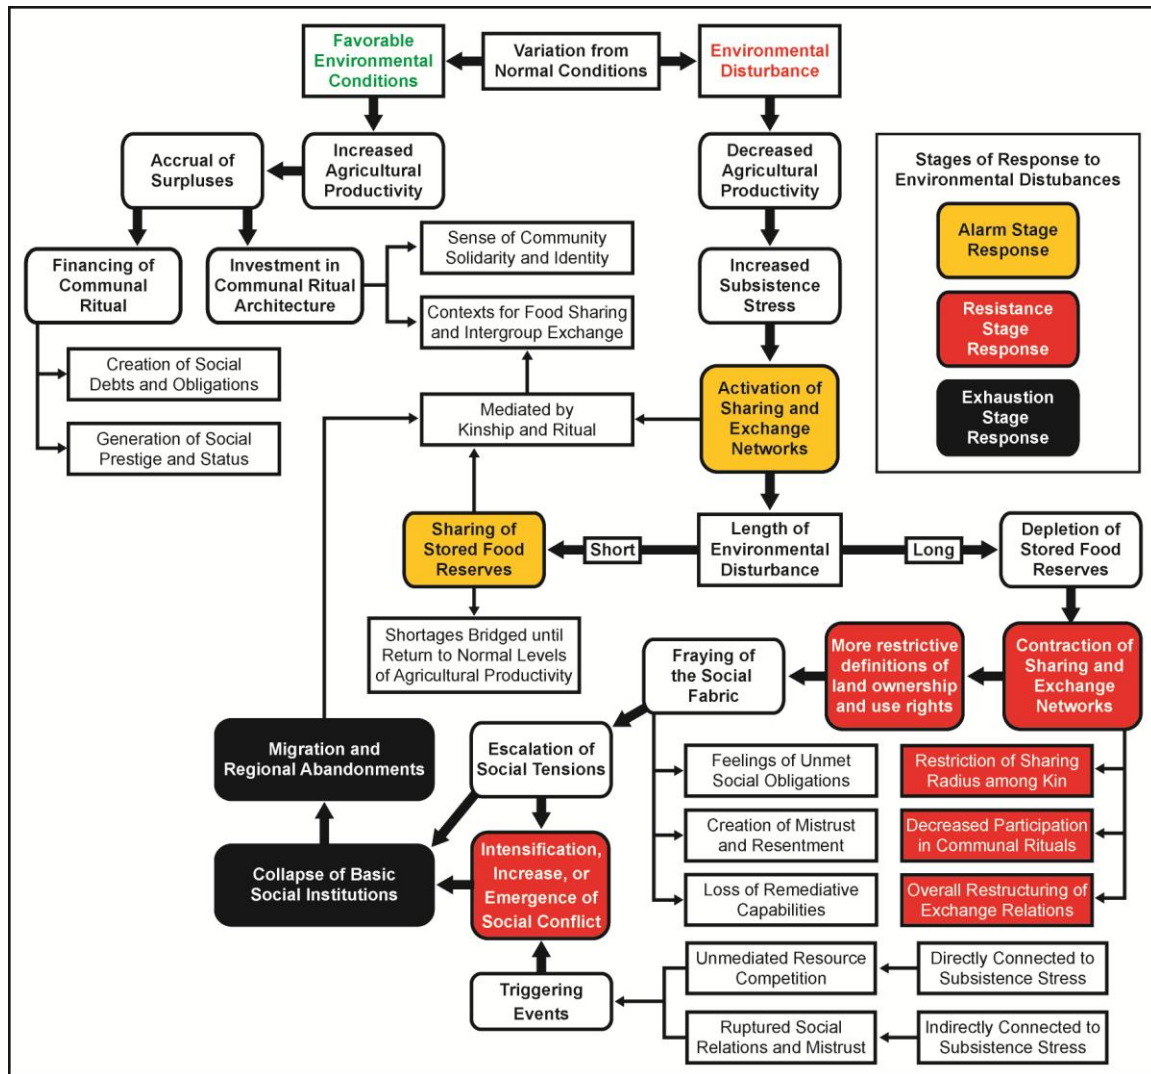 Favorable
Environmental
Conditions
Variation from
Normal Conditions
Environmental
Disturbance
Accrual of
Surpluses
Increased
Agricultural
Productivity
Decreased
Agricultural
Productivity
Stages of Response to
Environmental Distubances
Alarm Stage
Response
Resistance
Stage
Response
Exhaustion
Stage
Response
Financing of
Communal
Ritual
Investment in
Communal Ritual
Architecture
Sense of Community
Solidarity and Identity
Contexts for Food Sharing
and Intergroup Exchange
Increased
Subsistence
Stress
Creation of Social
Debts and Obligations
Generation of Social
Prestige and Status
Mediated by
Kinship and Ritual
Activation of
Sharing and
Exchange
Networks
Sharing of
Stored Food
Reserves
Short
Length of
Environmental
Disturbance
Long
Depletion of
Stored Food
Reserves
Shortages Bridged until
Return to Normal Levels
of Agricultural Productivity
Fraying of
the Social
Fabric
More restrictive
definitions of
land ownership
and use rights
Contraction of
Sharing and
Exchange
Networks
Migration and
Regional Abandonments
Escalation of
Social Tensions
Feelings of Unmet
Social Obligations
Restriction of Sharing
Radius among Kin
Creation of Mistrust
and Resentment
Decreased Participation
in Communal Rituals
Collapse of Basic
Social Institutions
Intensification,
Increase, or
Emergence of
Social Conflict
Loss of Remediative
Capabilities
Overall Restructuring of
Exchange Relations
Triggering
Events
Unmediated Resource
Competition
Directly Connected to
Subsistence Stress
Ruptured Social
Relations and Mistrust
Indirectly Connected to
Subsistence Stress